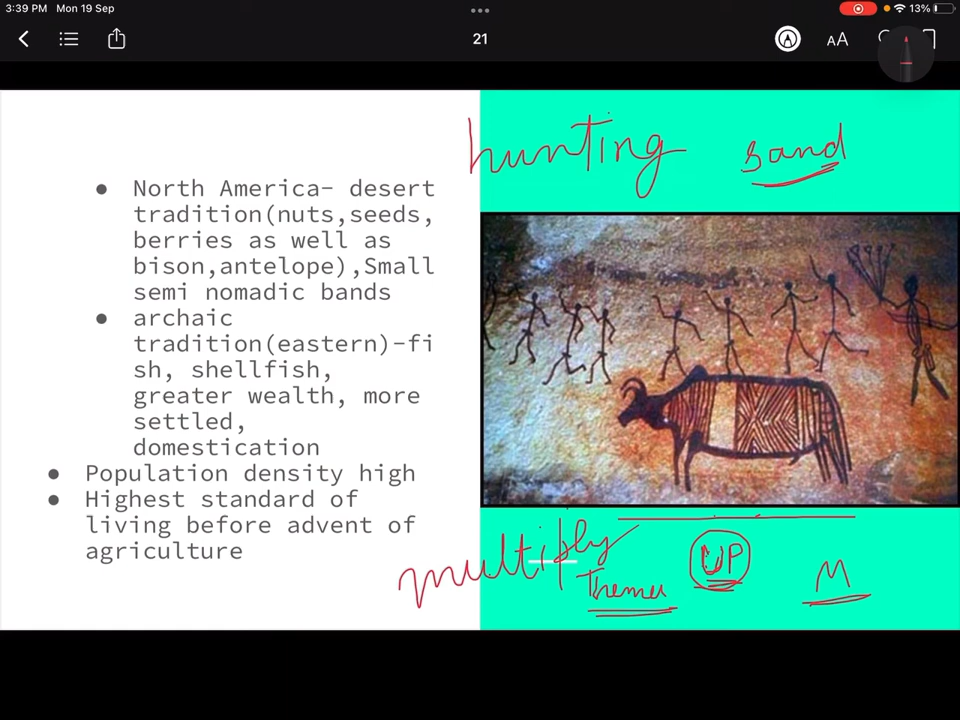 3:39 PM Mon 19 Sep
13%
21
AA
hunting sand
● North America- desert
tradition(nuts,seeds,
berries as well as
bison,antelope),Small
semi nomadic bands
● archaic
tradition(eastern)-fi
sh, shellfish,
greater wealth, more
settled,
domestication
● Population density high
● Highest standard of
living before advent of
agriculture
multiply
Themes
UP
M